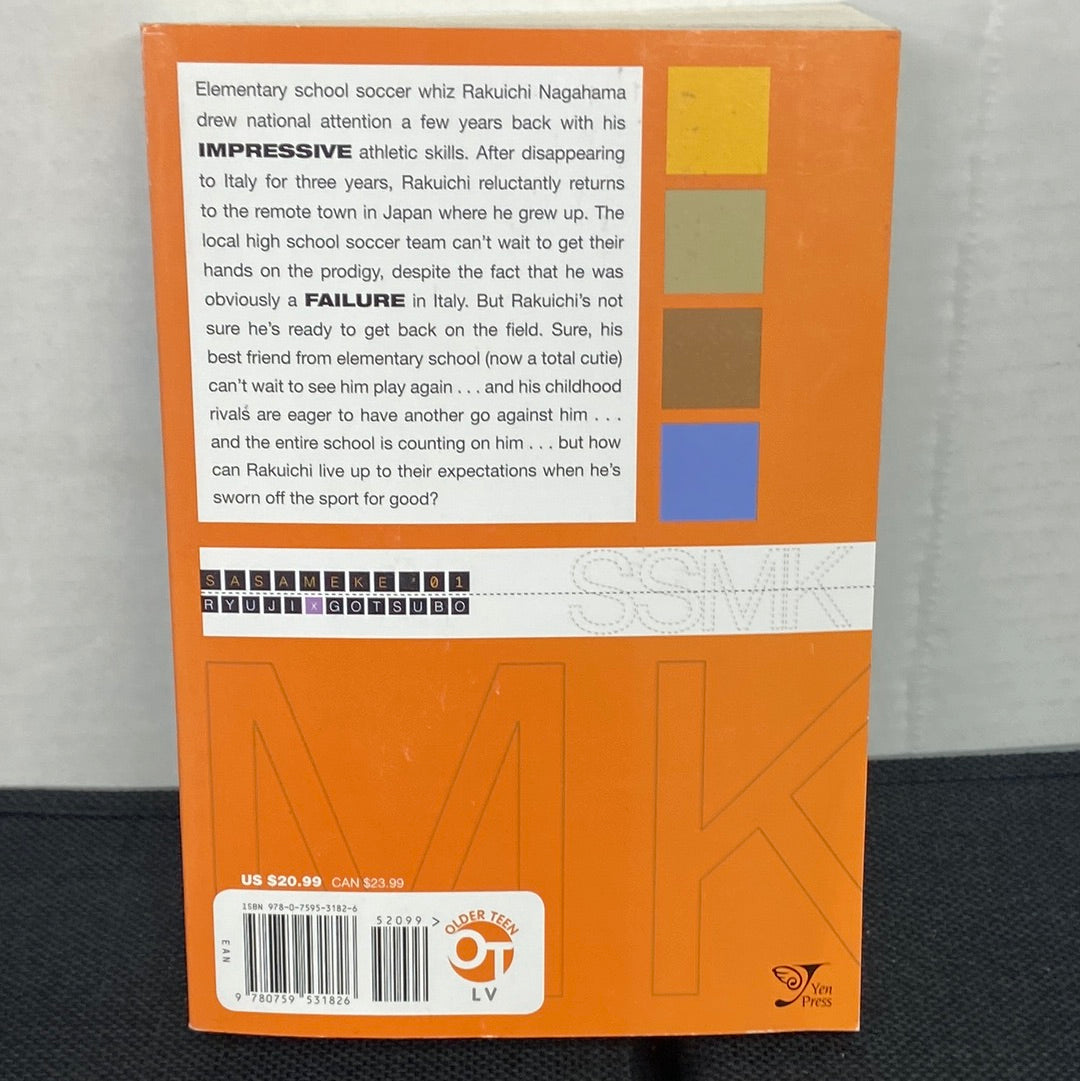 Elementary school soccer whiz Rakuichi Nagahama
drew national attention a few years back with his
IMPRESSIVE athletic skills. After disappearing
to Italy for three years, Rakuichi reluctantly returns
to the remote town in Japan where he grew up. The
local high school soccer team can't wait to get their
hands on the prodigy, despite the fact that he was
obviously a FAILURE in Italy. But Rakuichi's not
sure he's ready to get back on the field. Sure, his
best friend from elementary school (now a total cutie)
can't wait to see him play again . . . and his childhood
rivals are eager to have another go against him . . .
and the entire school is counting on him . . . but how
can Rakuichi live up to their expectations when he's
sworn off the sport for good?
SASAMEKE '01
RYUJI X GOTSUBO
SSMK
MK
US $20.99 CAN $23.99
ISBN 978-0-7595-3182-6
52099 >
EAN
9 780759 531826
OLDER TEEN
OT
LV
Yen
Press